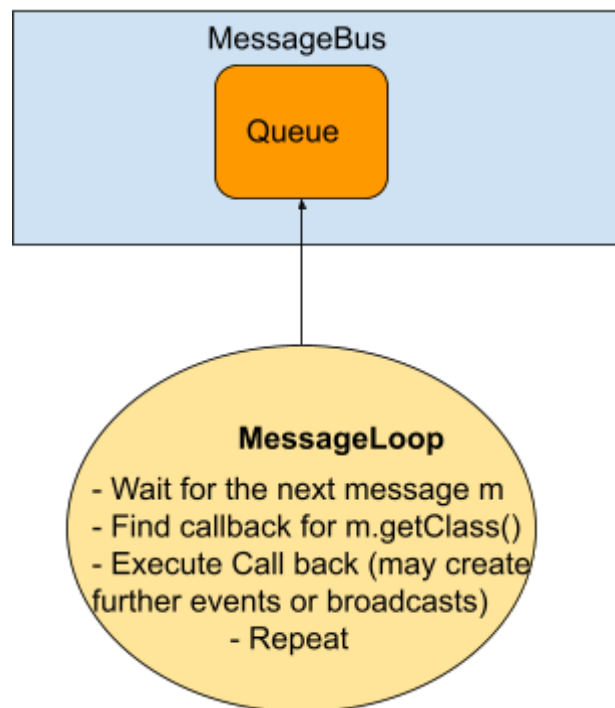 MessageBus
Queue
MessageLoop
- Wait for the next message m
- Find callback for m.getClass()
- Execute Call back (may create
further events or broadcasts)
- Repeat